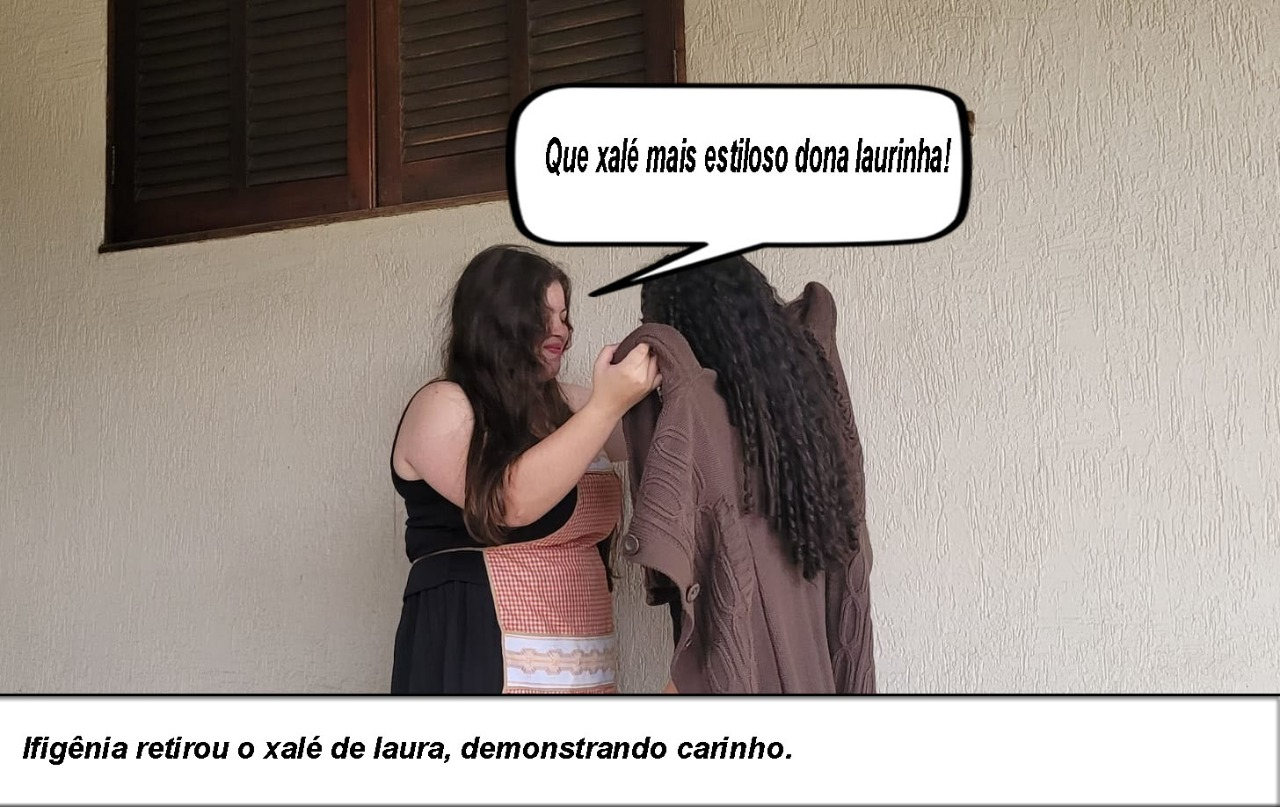 Que xalé mais estiloso dona laurinha!
Ifigênia retirou o xalé de laura, demonstrando carinho.